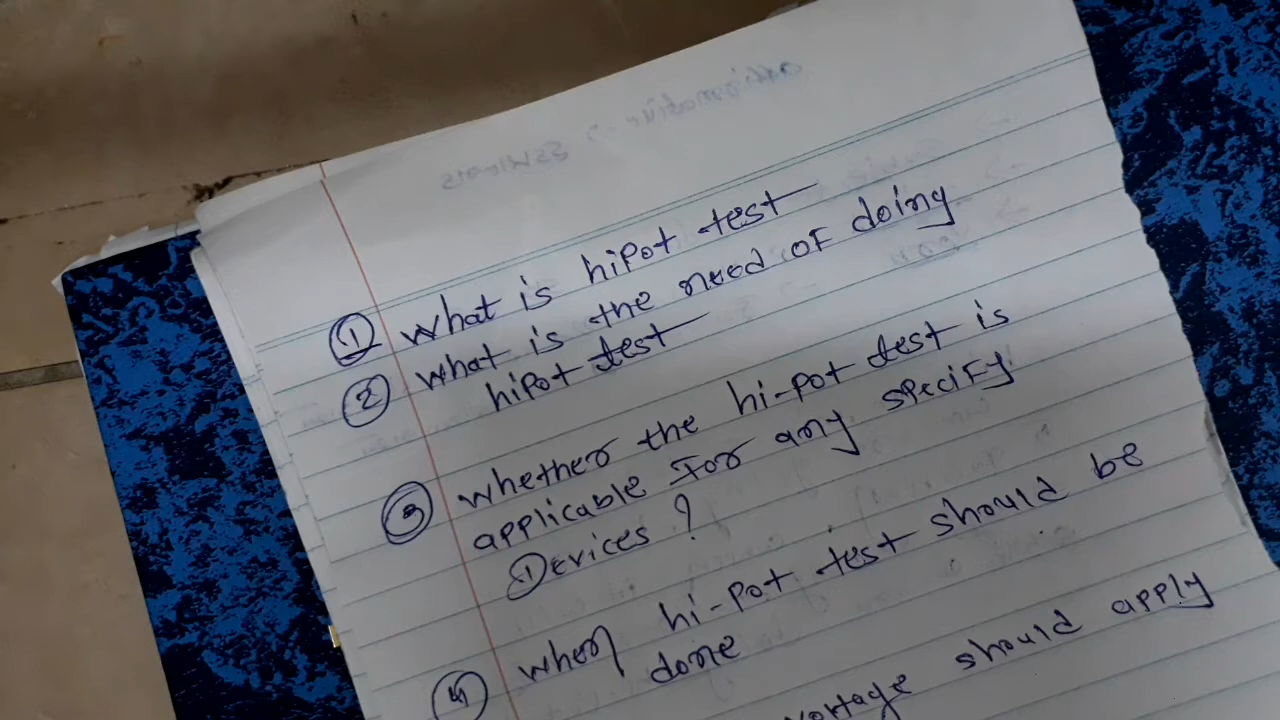 ① What is hipot test
② What is the need of doing
hipot test
③ Whether the hi-pot test is
applicable For any specify
Devices ?
④ When hi-pot test should be
done
voltage should apply